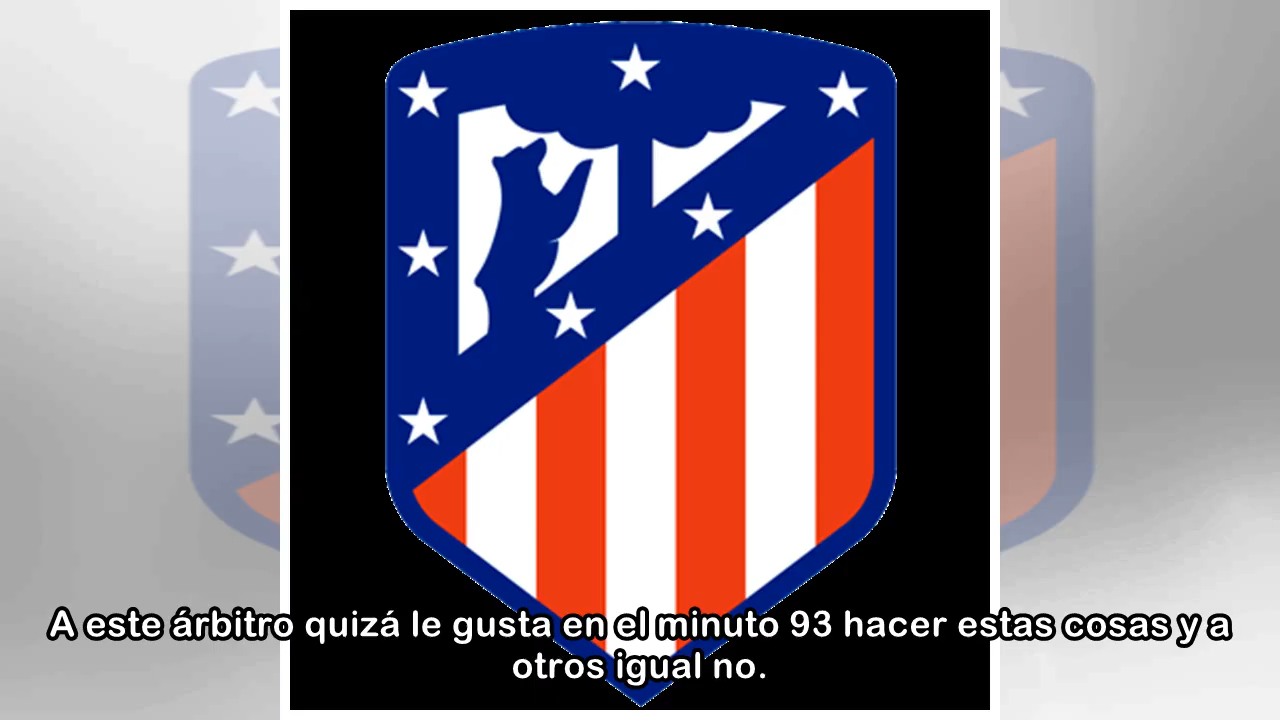 A este árbitro quizá le gusta en el minuto 93 hacer estas cosas y a
otros igual no.